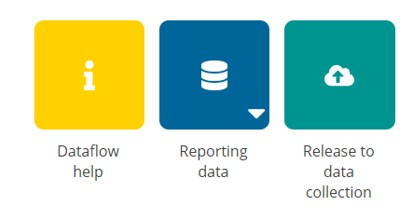 Dataflow
help
Reporting
data
Release to
data
collection